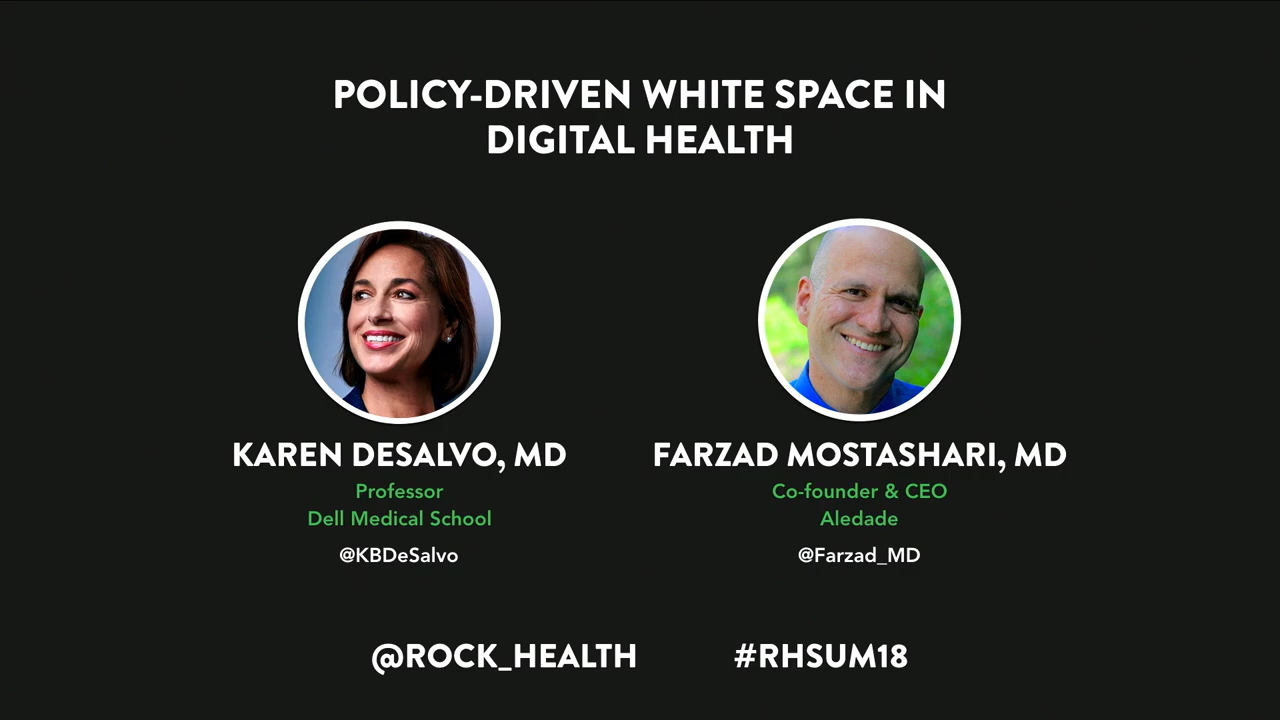 POLICY-DRIVEN WHITE SPACE IN
DIGITAL HEALTH
KAREN DESALVO, MD
Professor
Dell Medical School
@KBDeSalvo
FARZAD MOSTASHARI, MD
Co-founder & CEO
Aledade
@Farzad_MD
@ROCK_HEALTH
#RHSUM18